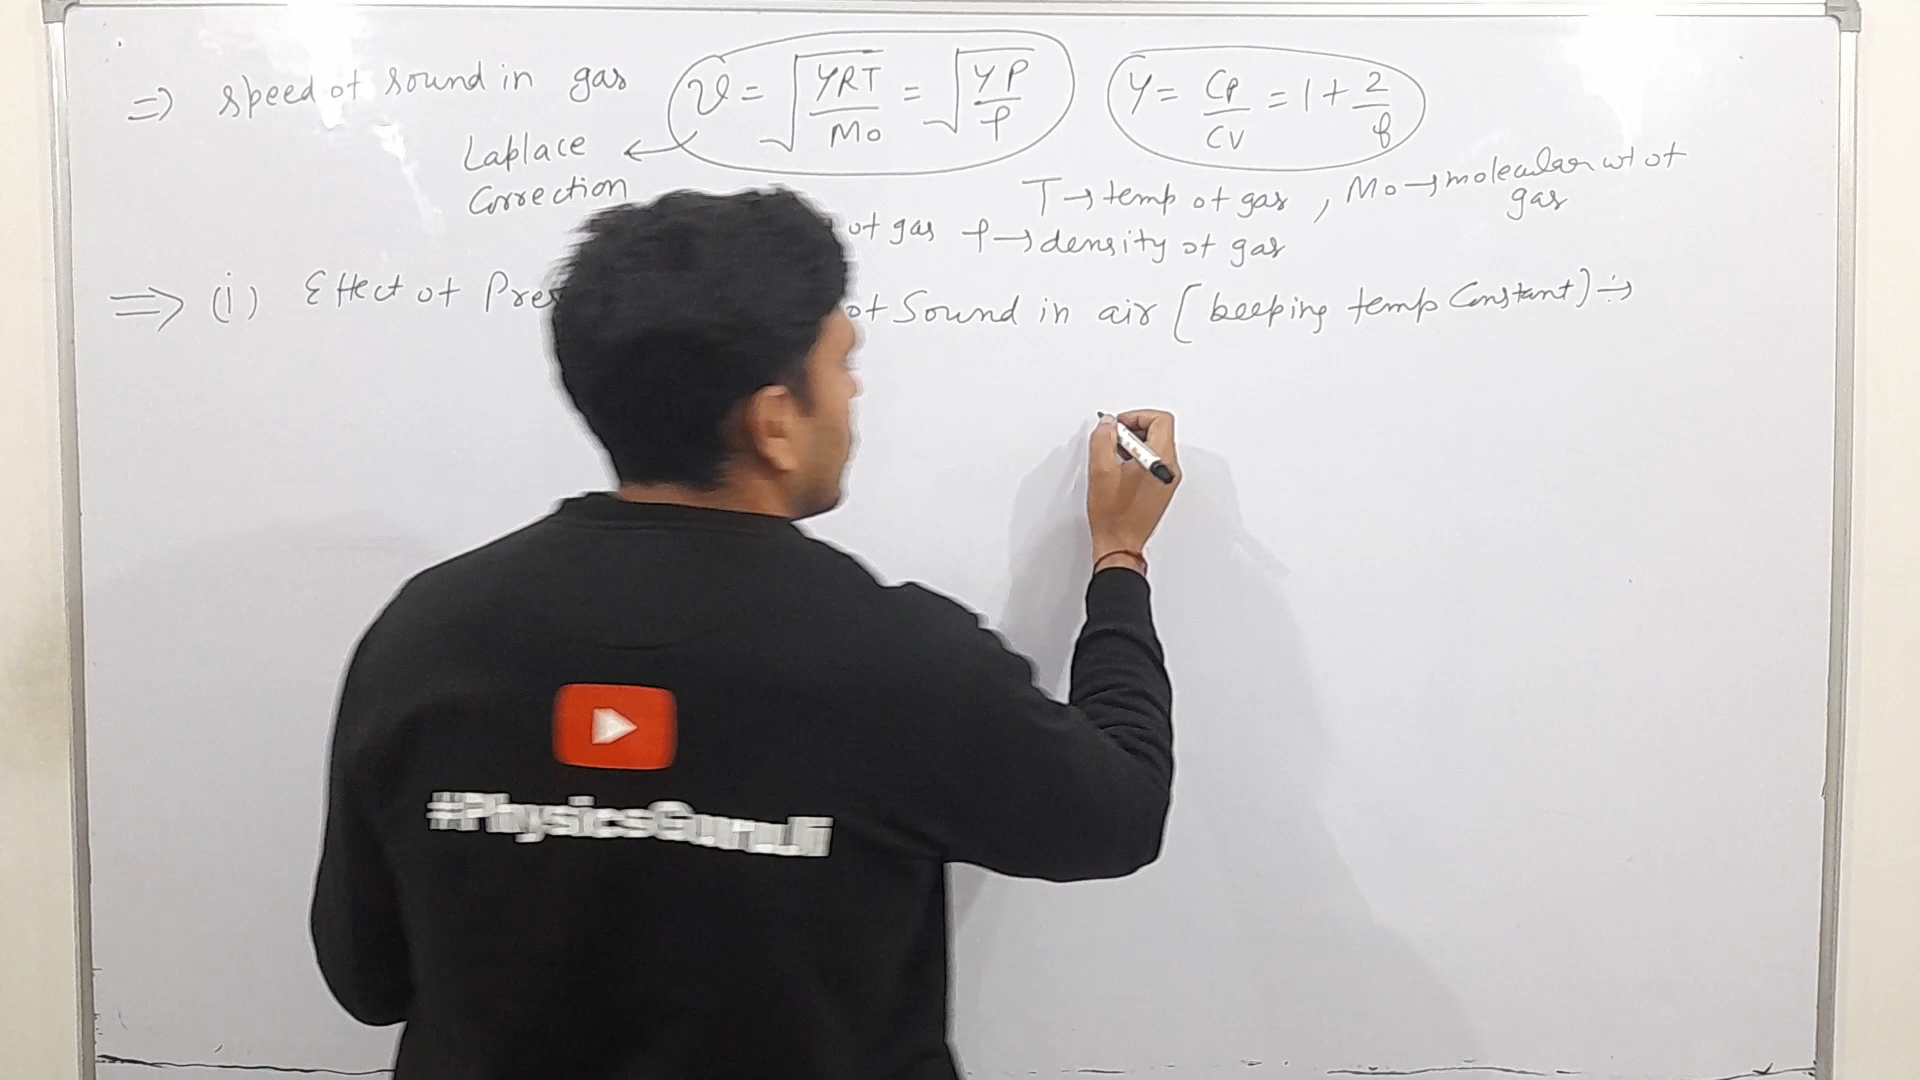 ⇒ speed of sound in gas v = √(γRT/Mo) = √(γP/ρ) γ = Cp/Cv = 1 + 2/f
Laplace ←
Correction
T → temp of gas , Mo → molecular wt of
gas
of gas ρ → density of gas
⇒ (i) Effect of of Sound in air [keeping temp Constant) :→
#PhysicsGuruJi